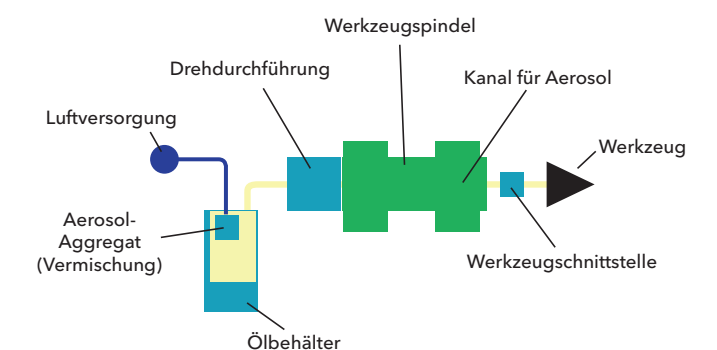 Werkzeugspindel
Drehdurchführung
Kanal für Aerosol
Luftversorgung
Werkzeug
Aerosol-
Aggregat
(Vermischung)
Werkzeugschnittstelle
Ölbehälter